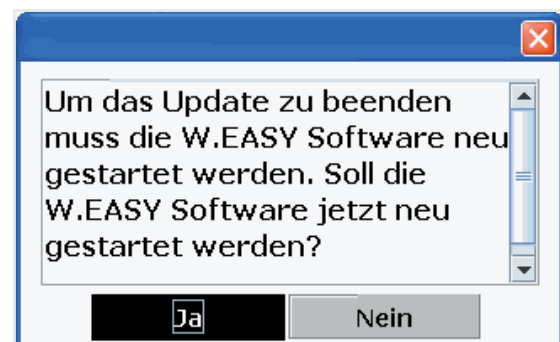 Um das Update zu beenden
muss die W.EASY Software neu
gestartet werden. Soll die
W.EASY Software jetzt neu
gestartet werden?
Ja
Nein